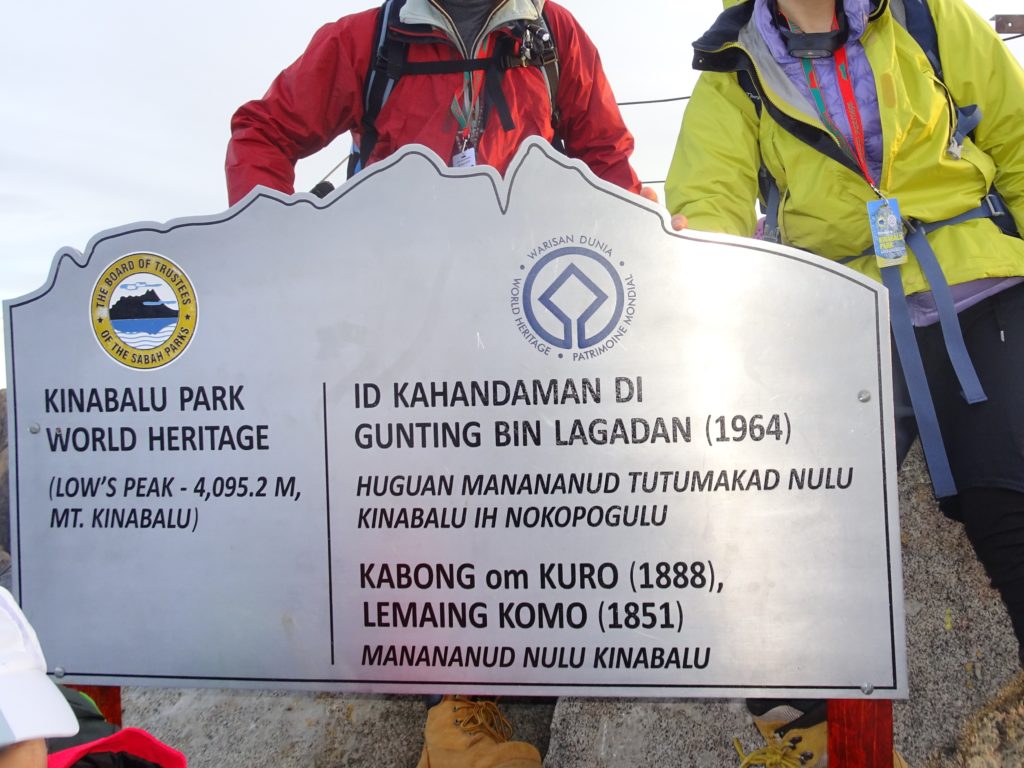 THE BOARD OF TRUSTEES
OF THE SABAH PARKS
WARISAN DUNIA
WORLD HERITAGE
PATRIMOINE MONDIAL
KINABALU PARK
WORLD HERITAGE
(LOW'S PEAK - 4,095.2 M,
MT. KINABALU)
ID KAHANDAMAN DI
GUNTING BIN LAGADAN (1964)
HUGUAN MANANANUD TUTUMAKAD NULU
KINABALU IH NOKOPOGULU
KABONG om KURO (1888),
LEMAING KOMO (1851)
MANANANUD NULU KINABALU
KINABALU
PARK